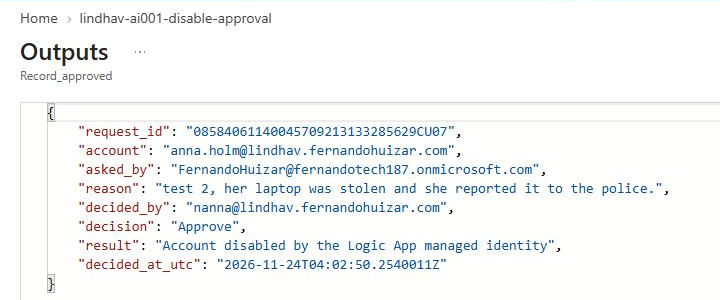 Home > lindhav-ai001-disable-approval
Outputs ...
Record_approved
{
"request_id": "08584061140045709213133285629CU07",
"account": "anna.holm@lindhav.fernandohuizar.com",
"asked_by": "FernandoHuizar@fernandotech187.onmicrosoft.com",
"reason": "test 2, her laptop was stolen and she reported it to the police.",
"decided_by": "nanna@lindhav.fernandohuizar.com",
"decision": "Approve",
"result": "Account disabled by the Logic App managed identity",
"decided_at_utc": "2026-11-24T04:02:50.2540011Z"
}